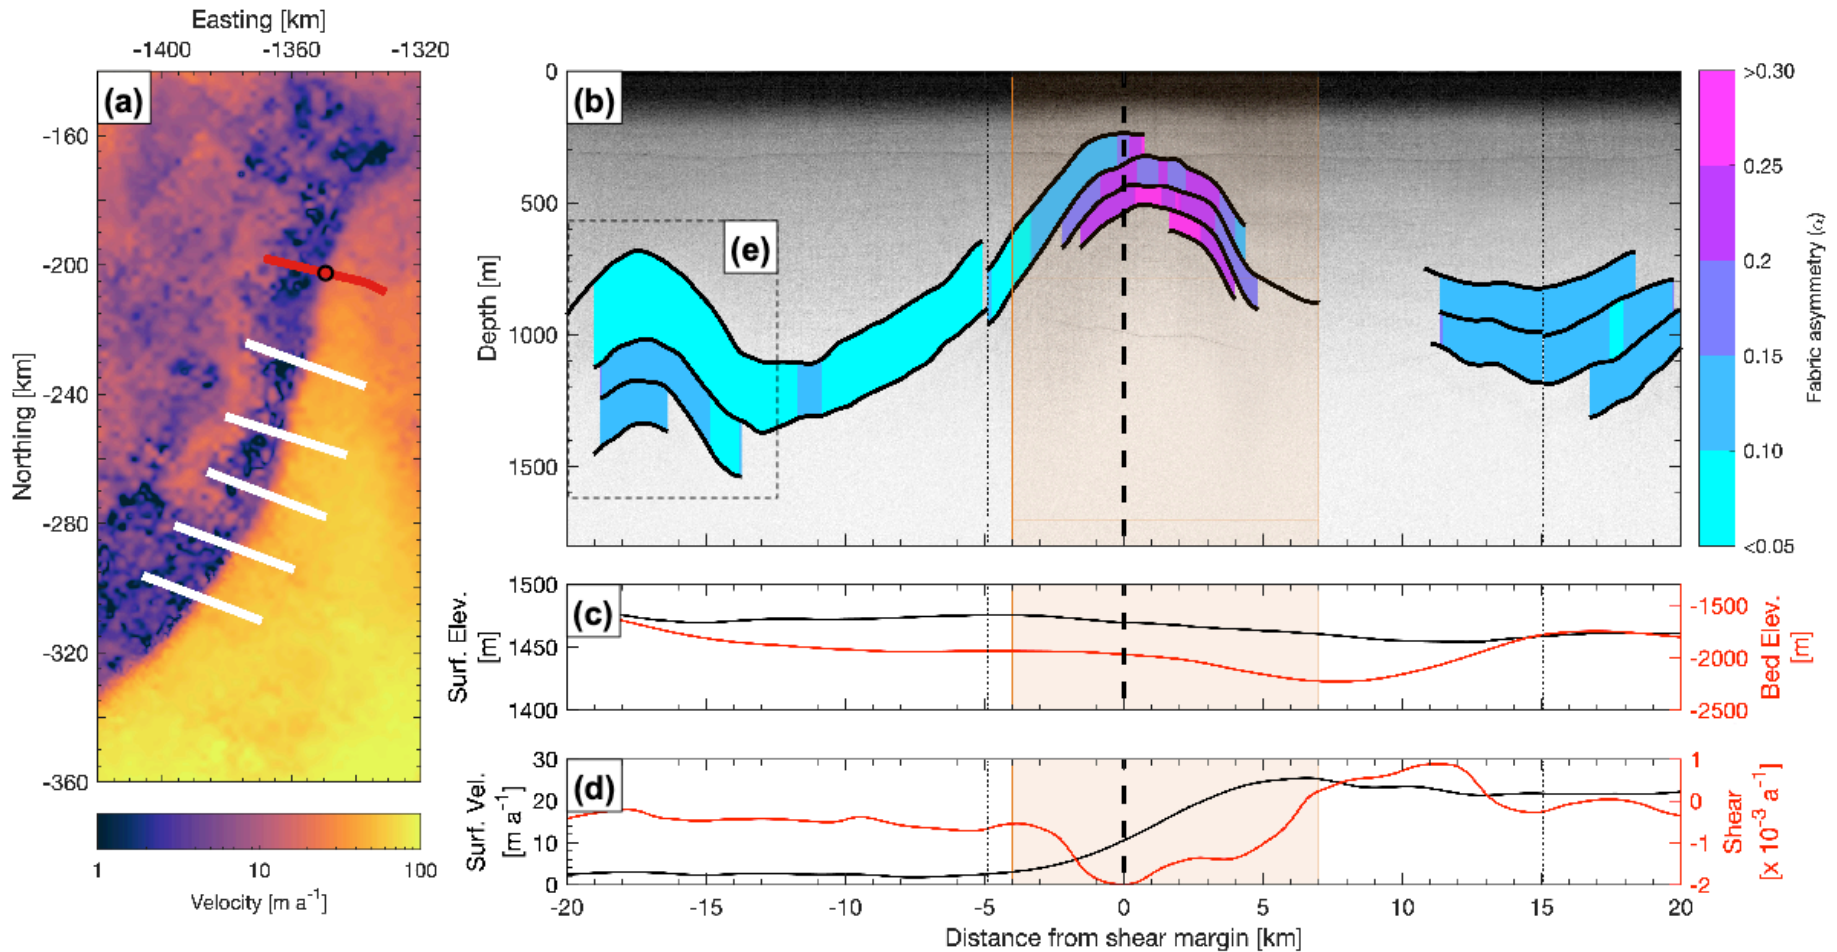 Easting [km]
-1400
-1360
-1320
(a)
Northing [km]
-160
-200
-240
-280
-320
-360
1
10
100
Velocity [m a⁻¹]
(b)
(e)
Depth [m]
0
500
1000
1500
>0.30
0.25
0.2
0.15
0.10
<0.05
Fabric asymmetry (α)
(c)
Surf. Elev.
[m]
1500
1450
1400
-1500
-2000
-2500
Bed Elev.
[m]
(d)
Surf. Vel.
[m a⁻¹]
30
20
10
0
1
0
-1
-2
Shear
[x 10⁻³ a⁻¹]
-20
-15
-10
-5
0
5
10
15
20
Distance from shear margin [km]